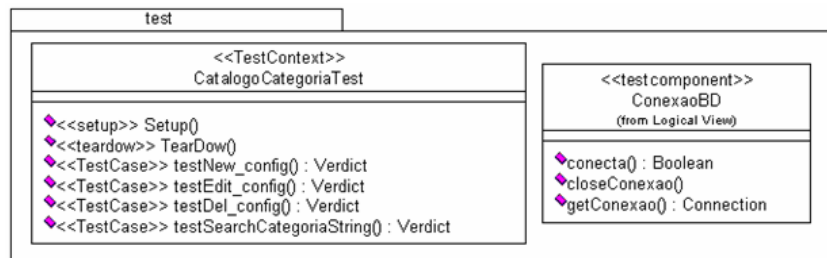 test
<<TestContext>>
CatalogoCategoriaTest
<<setup>> Setup()
<<teardow>> TearDow()
<<TestCase>> testNew_config() : Verdict
<<TestCase>> testEdit_config() : Verdict
<<TestCase>> testDel_config() : Verdict
<<TestCase>> testSearchCategoriaString() : Verdict
<<testcomponent>>
ConexaoBD
(from Logical View)
conecta() : Boolean
closeConexao()
getConexao() : Connection